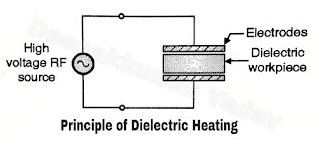 Electrodes
High
voltage RF
source
Dielectric
workpiece
Principle of Dielectric Heating